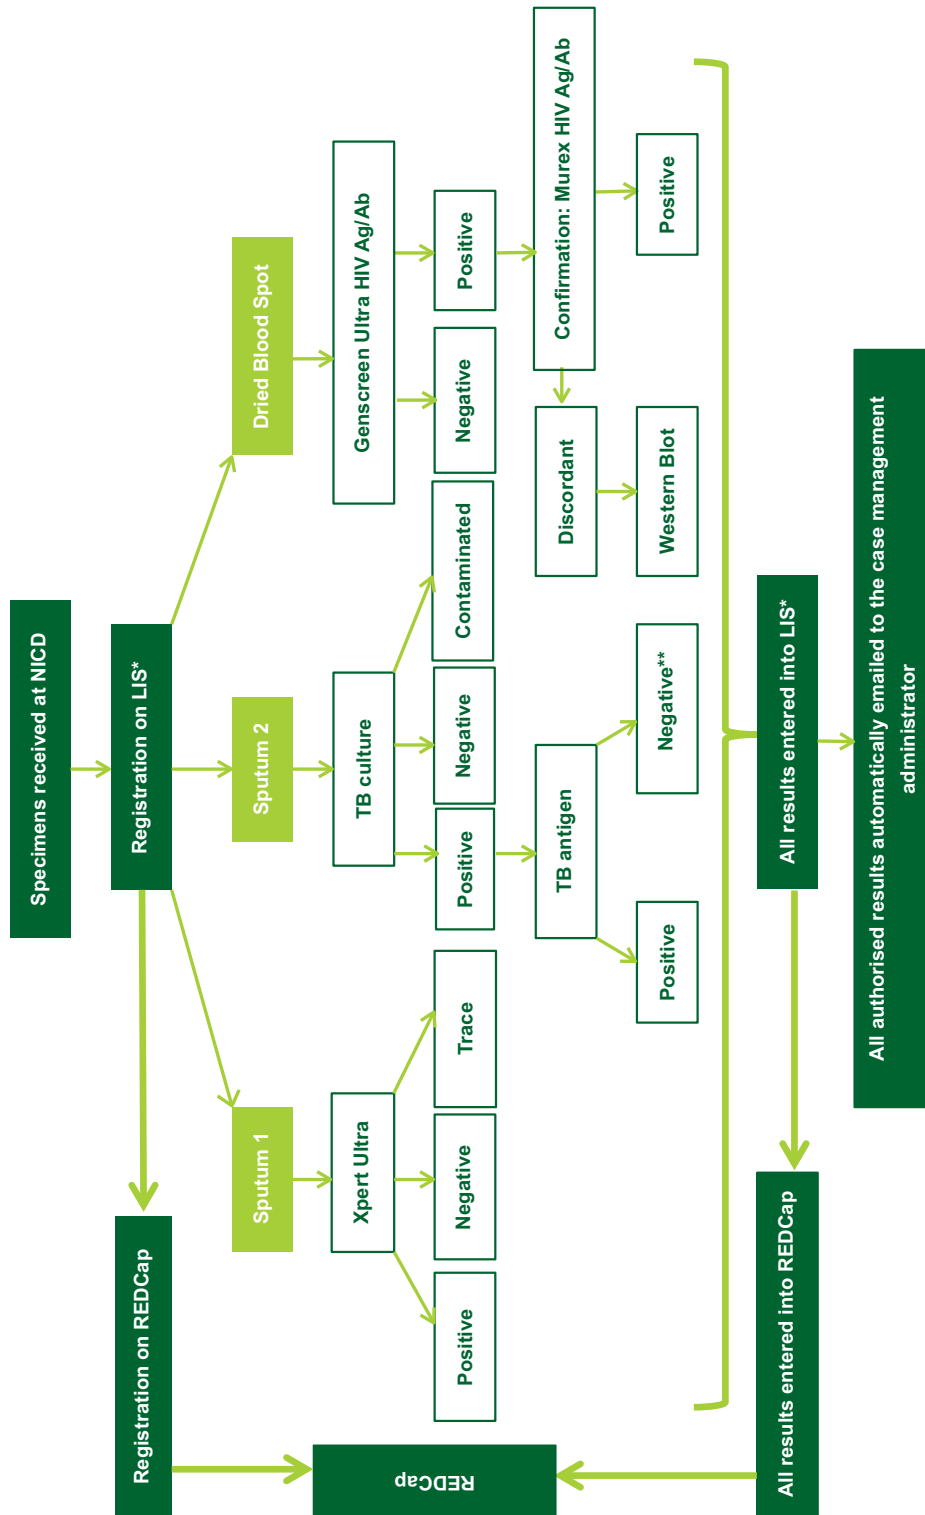 Specimens received at NICD
Registration on LIS*
Registration on REDCap
Sputum 1
Sputum 2
Dried Blood Spot
Xpert Ultra
TB culture
Genscreen Ultra HIV Ag/Ab
Positive
Negative
Trace
Positive
Negative
Contaminated
Negative
Positive
TB antigen
Discordant
Confirmation: Murex HIV Ag/Ab
Positive
Negative**
Western Blot
Positive
REDCap
All results entered into REDCap
All results entered into LIS*
All authorised results automatically emailed to the case management
administrator